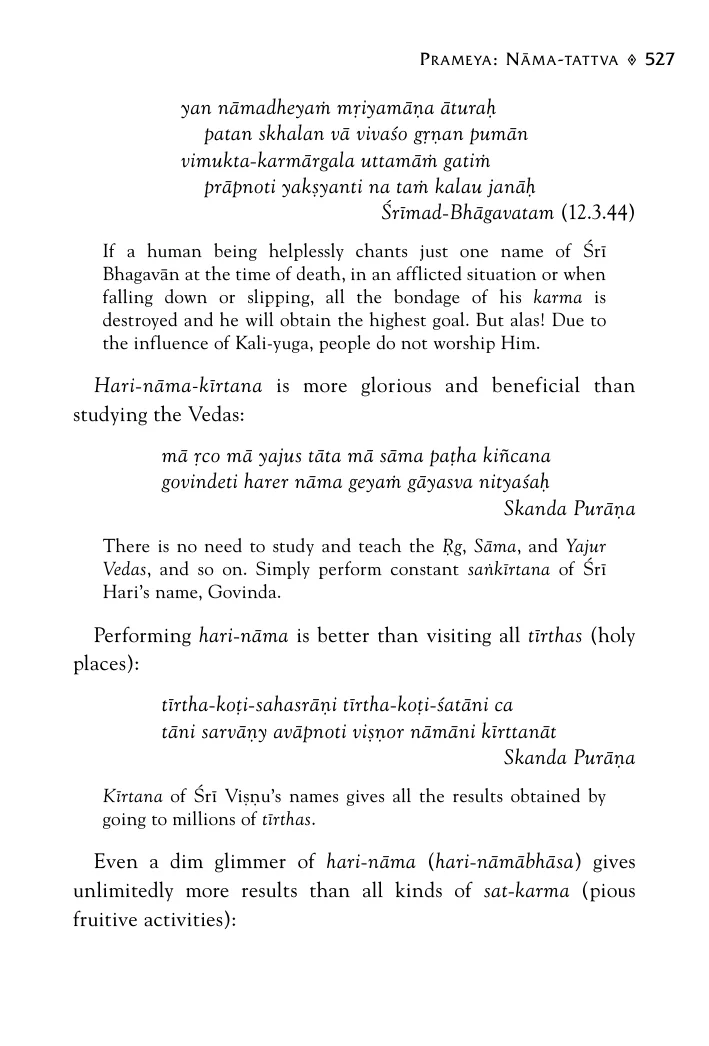 Prameya: Nāma-tattva ◈ 527
yan nāmadheyaṁ mṛiyamāṇa āturaḥ
patan skhalan vā vivaśo gṛṇan pumān
vimukta-karmārgala uttamāṁ gatiṁ
prāpnoti yakṣyanti na taṁ kalau janāḥ
Śrīmad-Bhāgavatam (12.3.44)
If a human being helplessly chants just one name of Śrī
Bhagavān at the time of death, in an afflicted situation or when
falling down or slipping, all the bondage of his karma is
destroyed and he will obtain the highest goal. But alas! Due to
the influence of Kali-yuga, people do not worship Him.
Hari-nāma-kīrtana is more glorious and beneficial than
studying the Vedas:
mā ṛco mā yajus tāta mā sāma paṭha kiñcana
govindeti harer nāma geyaṁ gāyasva nityaśaḥ
Skanda Purāṇa
There is no need to study and teach the Ṛg, Sāma, and Yajur
Vedas, and so on. Simply perform constant saṅkīrtana of Śrī
Hari's name, Govinda.
Performing hari-nāma is better than visiting all tīrthas (holy
places):
tīrtha-koṭi-sahasrāṇi tīrtha-koṭi-śatāni ca
tāni sarvāṇy avāpnoti viṣṇor nāmāni kīrttanāt
Skanda Purāṇa
Kīrtana of Śrī Viṣṇu's names gives all the results obtained by
going to millions of tīrthas.
Even a dim glimmer of hari-nāma (hari-nāmābhāsa) gives
unlimitedly more results than all kinds of sat-karma (pious
fruitive activities):